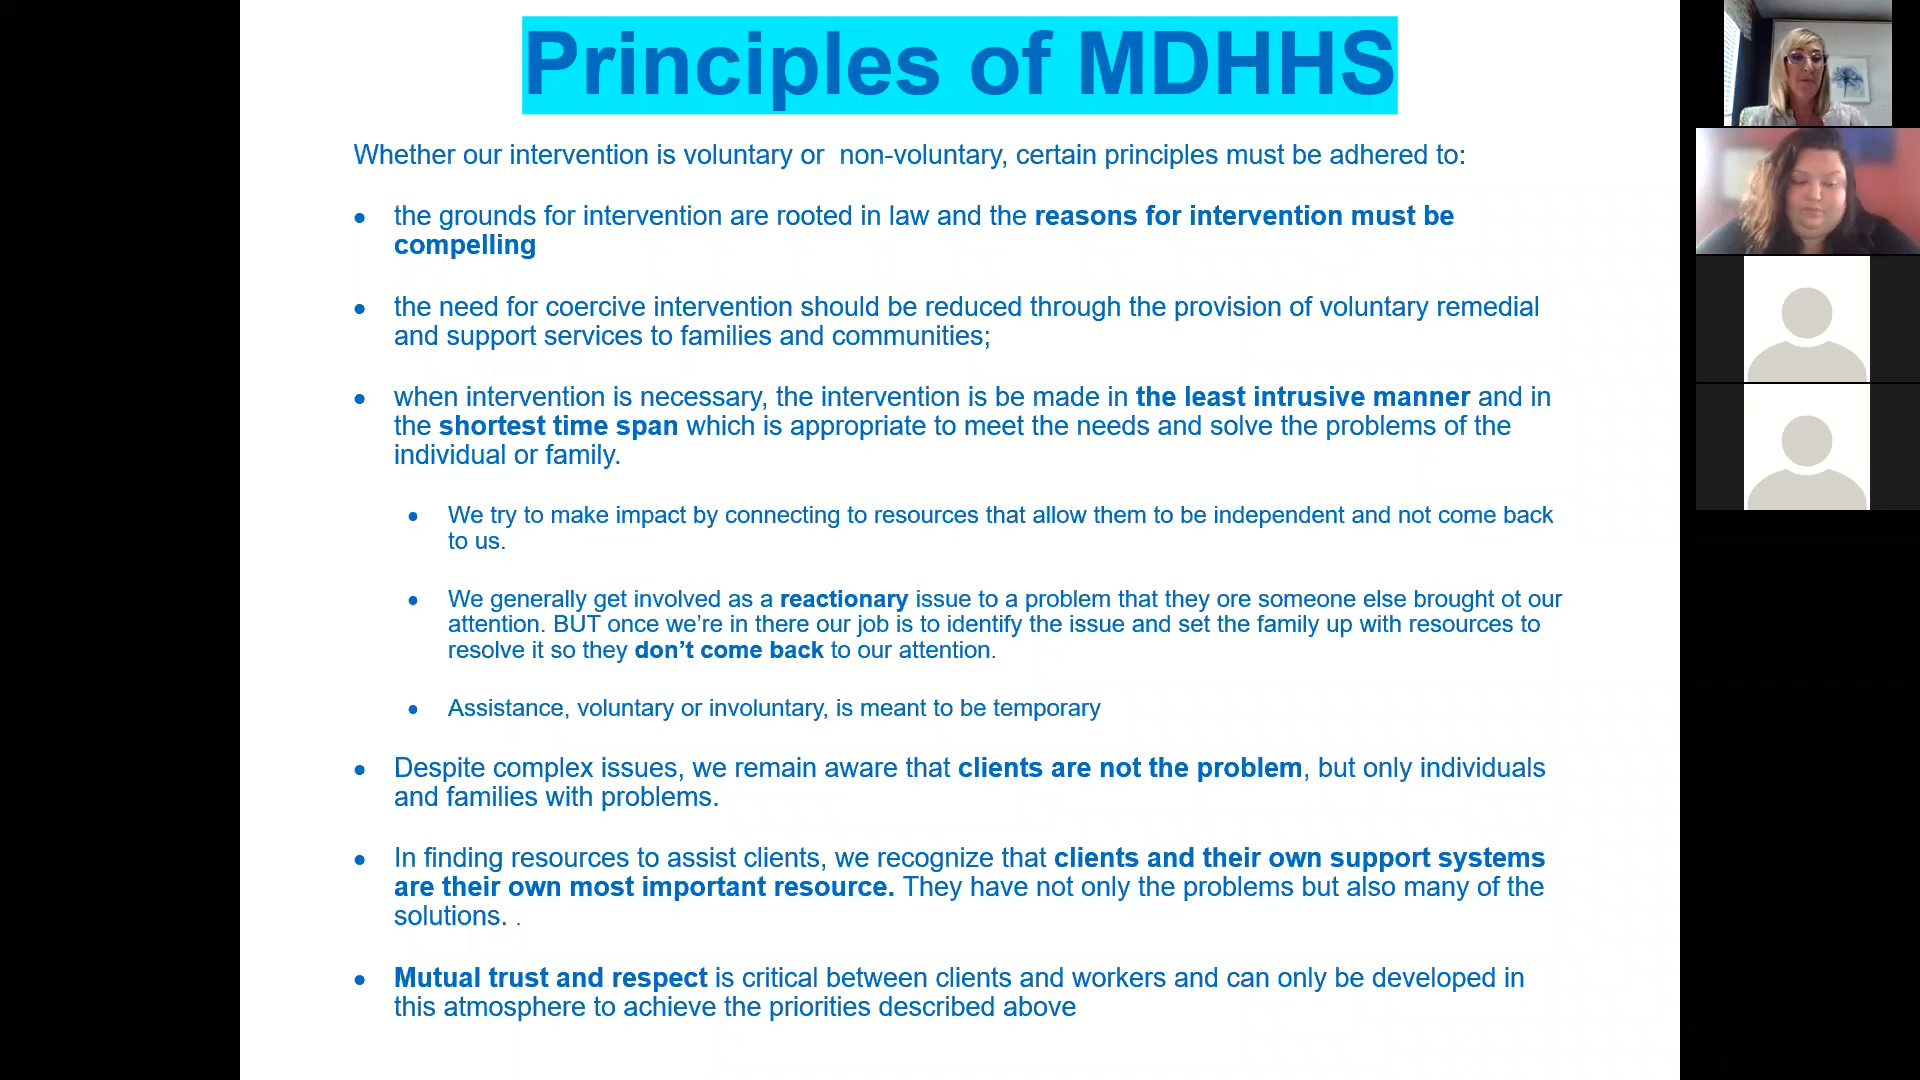 Principles of MDHHS
Whether our intervention is voluntary or  non-voluntary, certain principles must be adhered to:
• the grounds for intervention are rooted in law and the reasons for intervention must be
compelling
• the need for coercive intervention should be reduced through the provision of voluntary remedial
and support services to families and communities;
• when intervention is necessary, the intervention is be made in the least intrusive manner and in
the shortest time span which is appropriate to meet the needs and solve the problems of the
individual or family.
• We try to make impact by connecting to resources that allow them to be independent and not come back
to us.
• We generally get involved as a reactionary issue to a problem that they ore someone else brought ot our
attention. BUT once we’re in there our job is to identify the issue and set the family up with resources to
resolve it so they don’t come back to our attention.
• Assistance, voluntary or involuntary, is meant to be temporary
• Despite complex issues, we remain aware that clients are not the problem, but only individuals
and families with problems.
• In finding resources to assist clients, we recognize that clients and their own support systems
are their own most important resource. They have not only the problems but also many of the
solutions. .
• Mutual trust and respect is critical between clients and workers and can only be developed in
this atmosphere to achieve the priorities described above